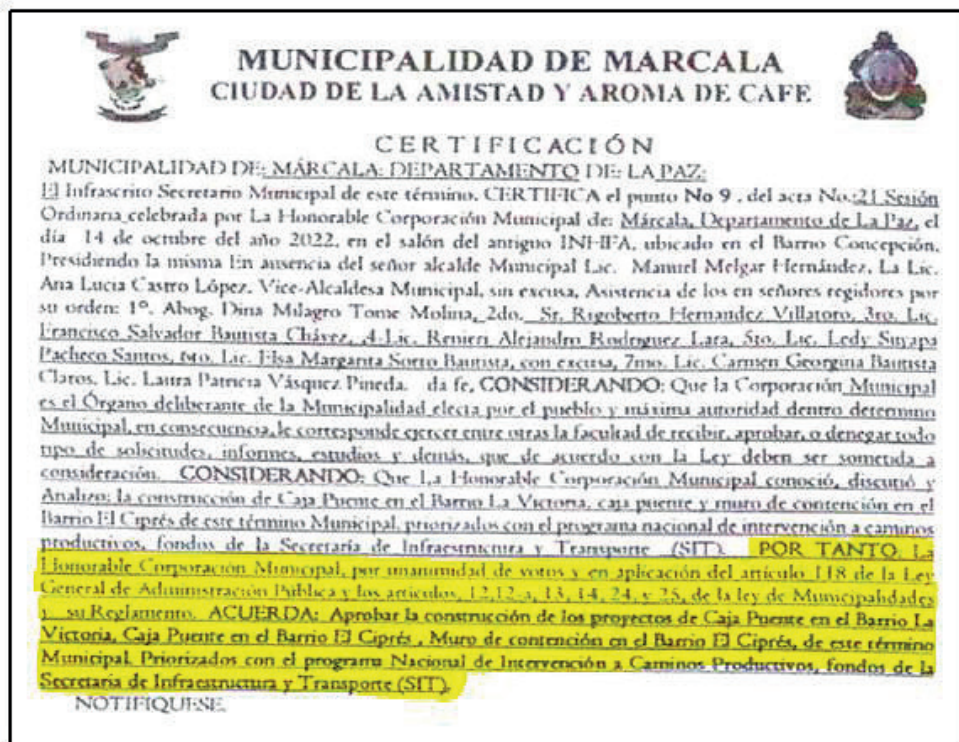 MUNICIPALIDAD DE MARCALA
CIUDAD DE LA AMISTAD Y AROMA DE CAFE
CERTIFICACIÓN
MUNICIPALIDAD DE: MÁRCALA: DEPARTAMENTO DE: LA PAZ:
El Infrascrito Secretario Municipal de este término. CERTIFICA el punto No 9 , del acta No.:21 Sesión
Ordinaria celebrada por La Honorable Corporación Municipal de: Márcala, Departamento de La Paz, el
día 14 de octubre del año 2022, en el salón del antiguo INHFA, ubicado en el Barrio Concepción.
Presidiendo la misma En ausencia del señor alcalde Municipal Lic. Manuel Melgar Hernández, La Lic.
Ana Lucia Castro López, Vice-Alcaldesa Municipal, sin excusa, Asistencia de los en señores regidores por
su orden: 1º. Abog. Dina Milagro Tome Molina, 2do. Sr. Rigoberto Hernandez Villatoro, 3ro. Lic.
Francisco Salvador Bautista Chávez, 4.Lic. Renieri Alejandro Rodriguez Lara, 5to. Lic. Ledy Suyapa
Pacheco Santos, 6to. Lic. Elsa Margarita Sorto Bautista, con excusa, 7mo. Lic. Carmen Georgina Bautista
Claros. Lic. Laura Patricia Vásquez Pineda. da fe, CONSIDERANDO: Que la Corporación Municipal
es el Órgano deliberante de la Municipalidad electa por el pueblo y máxima autoridad dentro determino
Municipal, en consecuencia, le corresponde ejercer entre otras la facultad de recibir, aprobar, o denegar todo
tipo de solicitudes, informes, estudios y demás, que de acuerdo con la Ley deben ser sometida a
consideración. CONSIDERANDO: Que La Honorable Corporación Municipal conoció, discutió y
Analizo: la construcción de Caja Puente en el Barrio La Victoria, caja puente y muro de contención en el
Barrio El Ciprés de este término Municipal, priorizados con el programa nacional de intervención a caminos
productivos, fondos de la Secretaría de Infraestructura y Transporte (SIT). POR TANTO. La
Honorable Corporación Municipal, por unanimidad de votos y en aplicación del artículo 118 de la Ley
General de Administración Pública y los artículos, 12,12-a, 13, 14, 24, y 25, de la ley de Municipalidades
y su Reglamento. ACUERDA: Aprobar la construcción de los proyectos de Caja Puente en el Barrio La
Victoria, Caja Puente en el Barrio El Ciprés , Muro de contención en el Barrio El Ciprés, de este término
Municipal. Priorizados con el programa Nacional de Intervención a Caminos Productivos, fondos de la
Secretaría de Infraestructura y Transporte (SIT).
NOTIFIQUESE.